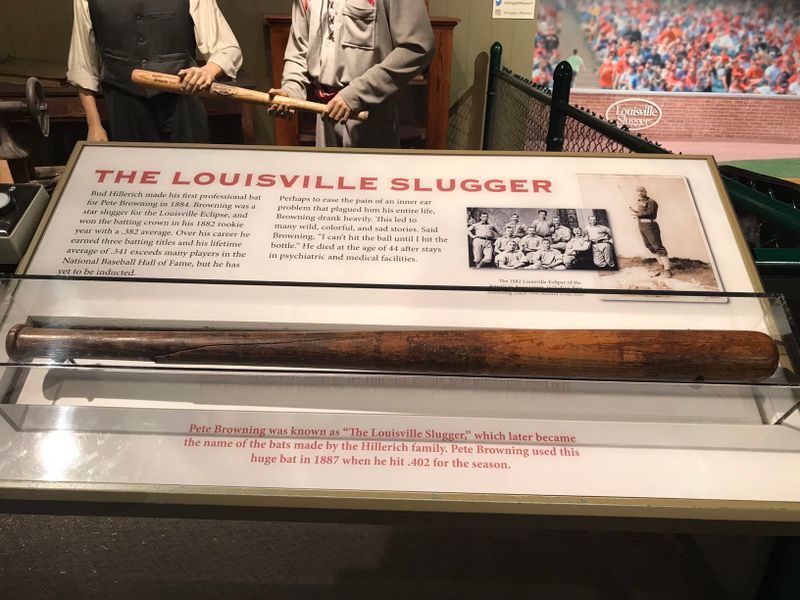 Louisville
Slugger
THE LOUISVILLE SLUGGER
Bud Hillerich made his first professional bat
for Pete Browning in 1884. Browning was a
star slugger for the Louisville Eclipse, and
won the batting crown in his 1882 rookie
year with a .382 average. Over his career he
earned three batting titles and his lifetime
average of .341 exceeds many players in the
National Baseball Hall of Fame, but he has
yet to be inducted.
Perhaps to ease the pain of an inner ear
problem that plagued him his entire life,
Browning drank heavily. This led to
many wild, colorful, and sad stories. Said
Browning, "I can't hit the ball until I hit the
bottle." He died at the age of 44 after stays
in psychiatric and medical facilities.
The 1882 Louisville Eclipse of the
Pete Browning was known as "The Louisville Slugger," which later became
the name of the bats made by the Hillerich family. Pete Browning used this
huge bat in 1887 when he hit .402 for the season.